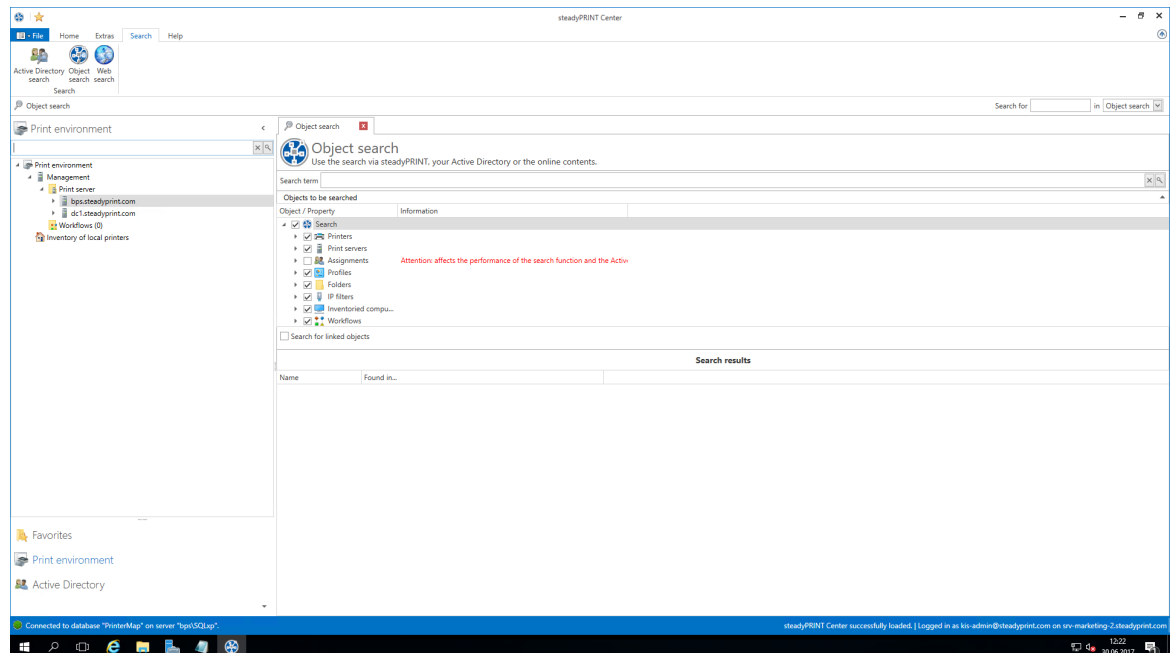 steadyPRINT Center
File Home Extras Search Help
Active Directory Object Web
search search search
Search
Object search Search for in Object search
Print environment
Object search
Object search
Use the search via steadyPRINT, your Active Directory or the online contents.
Print environment
Management
Print server
bps.steadyprint.com
dc1.steadyprint.com
Workflows (0)
Inventory of local printers
Search term
Objects to be searched
Object / Property Information
Search
Printers
Print servers
Assignments Attention: affects the performance of the search function and the Activ
Profiles
Folders
IP filters
Inventoried compu...
Workflows
Search for linked objects
Search results
Name Found in...
Favorites
Print environment
Active Directory
Connected to database "PrinterMap" on server "bps\SQLxp". steadyPRINT Center successfully loaded. | Logged in as kis-admin@steadyprint.com on srv-marketing-2.steadyprint.com
12:22
20.06.2017